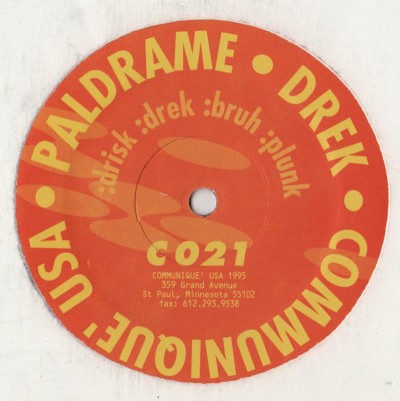 PALDRAME • DREK • COMMUNIQUE' USA •
:drisk :drek :bruh :plunk
C 021
COMMUNIQUE' USA 1995
359 Grand Avenue
St Paul, Minnesota 55102
fax: 612.293.9538